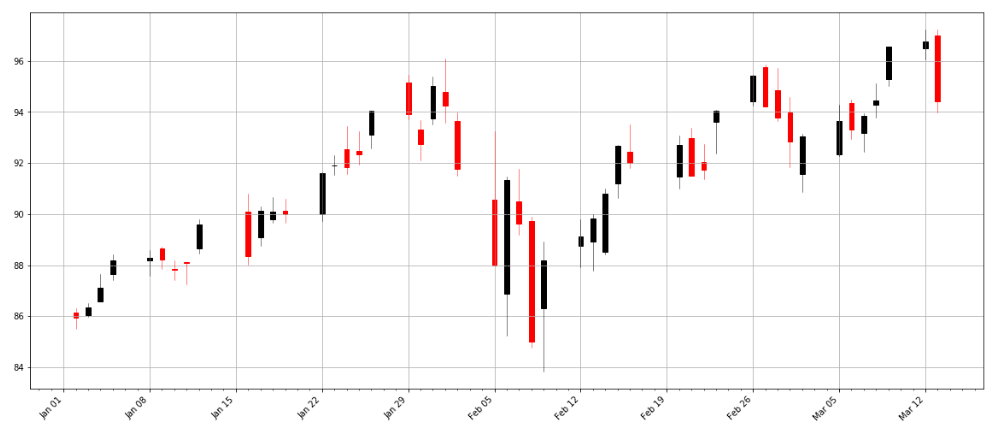 96
94
92
90
88
86
84
Jan 01
Jan 08
Jan 15
Jan 22
Jan 29
Feb 05
Feb 12
Feb 19
Feb 26
Mar 05
Mar 12